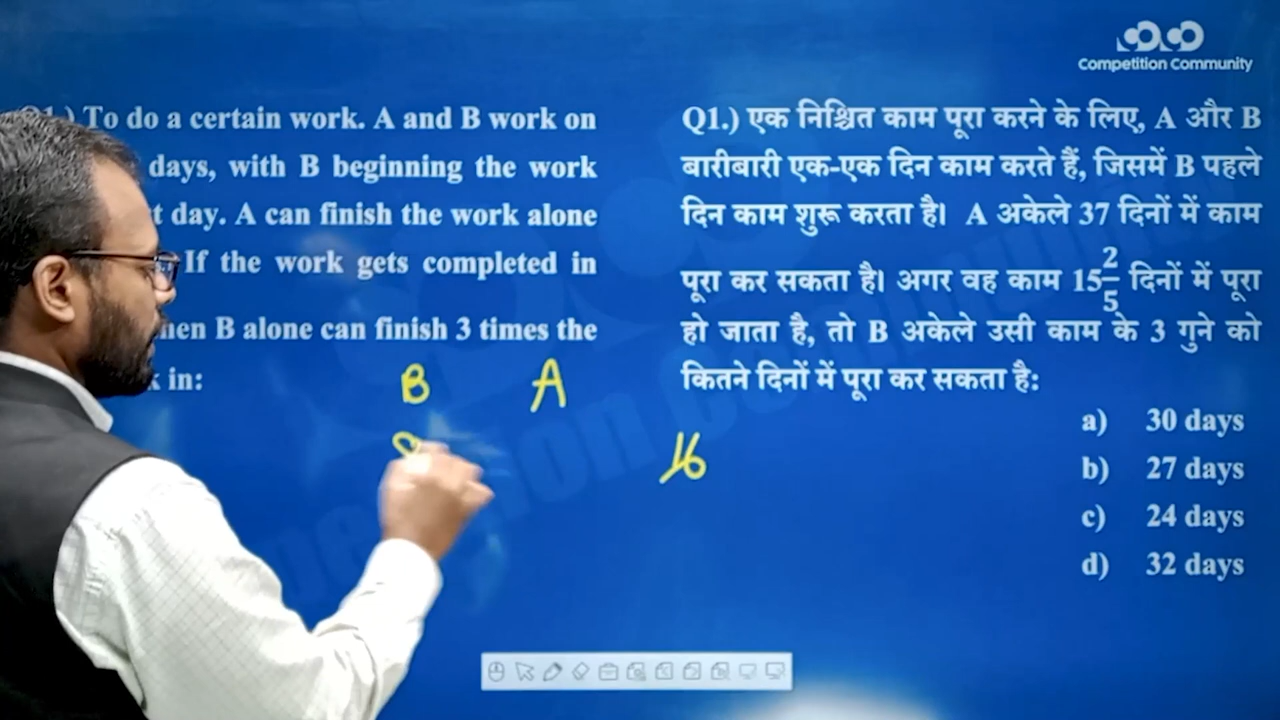 Competition Community
To do a certain work. A and B work on
days, with B beginning the work
t day. A can finish the work alone
If the work gets completed in
hen B alone can finish 3 times the
k in:
Q1.) एक निश्चित काम पूरा करने के लिए, A और B
बारीबारी एक-एक दिन काम करते हैं, जिसमें B पहले
दिन काम शुरू करता है। A अकेले 37 दिनों में काम
पूरा कर सकता है। अगर वह काम 15 2/5 दिनों में पूरा
हो जाता है, तो B अकेले उसी काम के 3 गुने को
कितने दिनों में पूरा कर सकता है:
a) 30 days
b) 27 days
c) 24 days
d) 32 days
B A
16